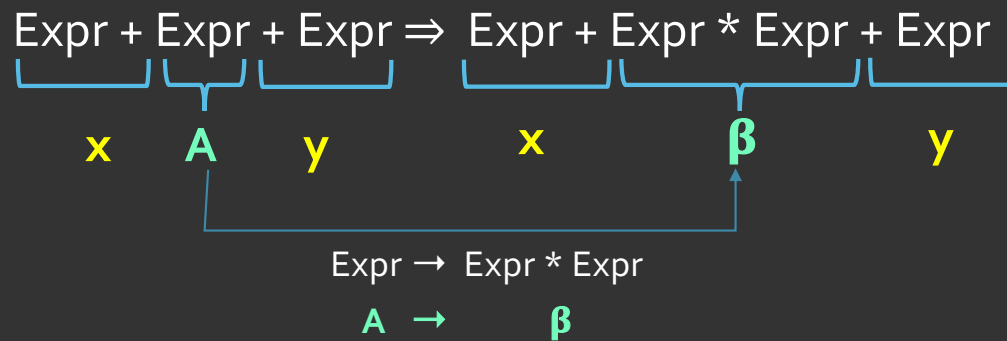 Expr + Expr + Expr ⇒ Expr + Expr * Expr + Expr
x A y x β y
Expr → Expr * Expr
A → β